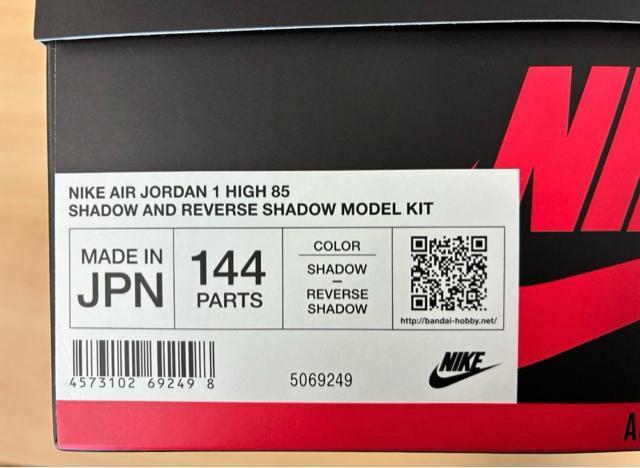 NIKE AIR JORDAN 1 HIGH 85
SHADOW AND REVERSE SHADOW MODEL KIT
MADE IN
JPN
144
PARTS
COLOR
SHADOW
–
REVERSE
SHADOW
http://bandai-hobby.net/
4573102 69249 8
5069249
NIKE